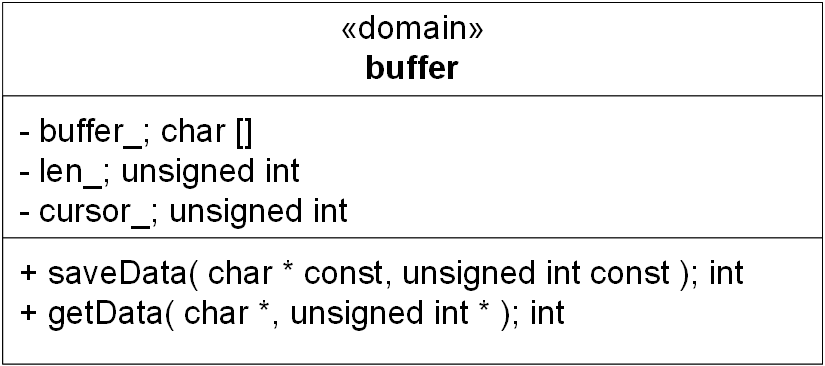 «domain»
buffer
- buffer_; char []
- len_; unsigned int
- cursor_; unsigned int
+ saveData( char * const, unsigned int const ); int
+ getData( char *, unsigned int * ); int